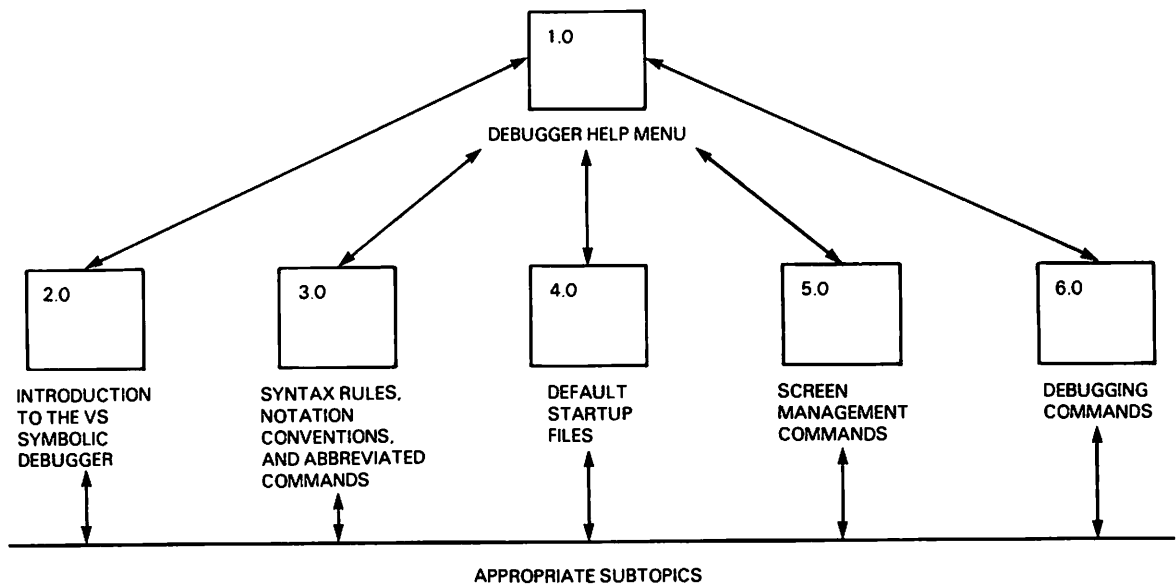 1.0
DEBUGGER HELP MENU
2.0
INTRODUCTION
TO THE VS
SYMBOLIC
DEBUGGER
3.0
SYNTAX RULES,
NOTATION
CONVENTIONS,
AND ABBREVIATED
COMMANDS
4.0
DEFAULT
STARTUP
FILES
5.0
SCREEN
MANAGEMENT
COMMANDS
6.0
DEBUGGING
COMMANDS
APPROPRIATE SUBTOPICS